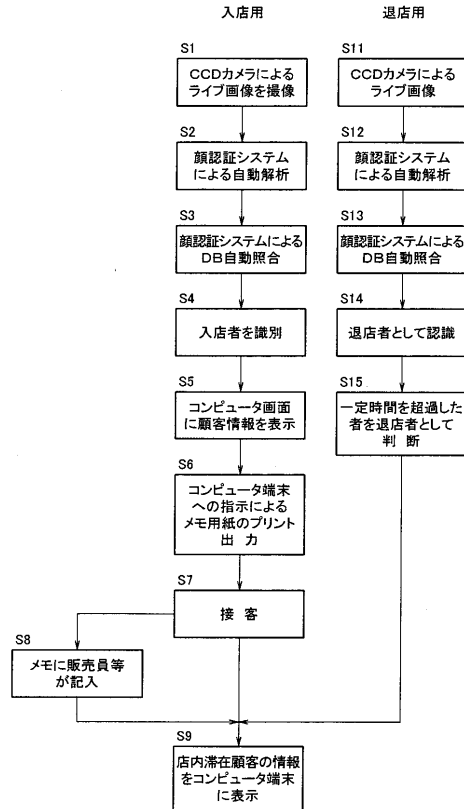 入店用
S1
CCDカメラによる
ライブ画像を撮像
S2
顔認証システム
による自動解析
S3
顔認証システムによる
DB自動照合
S4
入店者を識別
S5
コンピュータ画面
に顧客情報を表示
S6
コンピュータ端末
への指示による
メモ用紙のプリント
出力
S7
接客
S8
メモに販売員等
が記入
S9
店内滞在顧客の情報
をコンピュータ端末
に表示
退店用
S11
CCDカメラによる
ライブ画像
S12
顔認証システム
による自動解析
S13
顔認証システムによる
DB自動照合
S14
退店者として認識
S15
一定時間を超過した
者を退店者として
判断